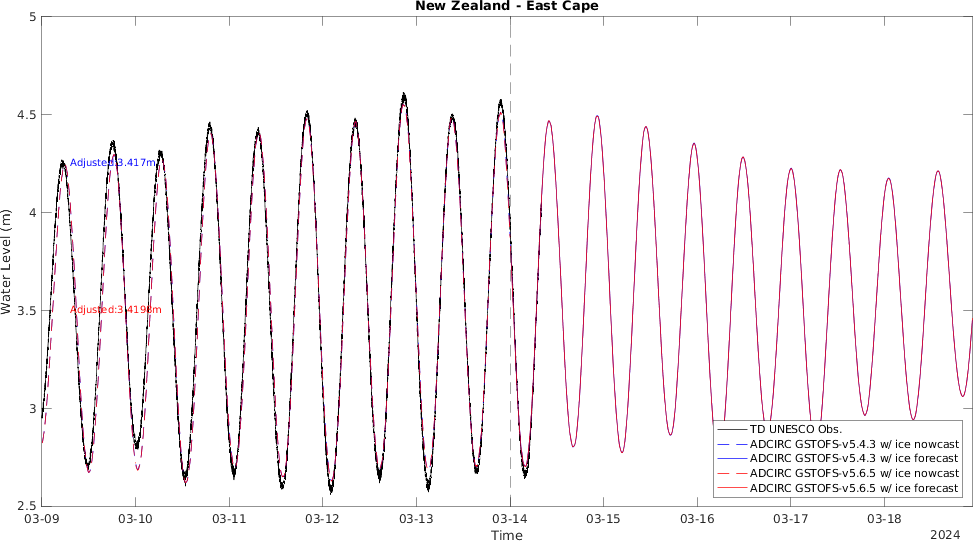 New Zealand - East Cape
5
4.5
4
3.5
3
2.5
Water Level (m)
Adjusted:3.417m
Adjusted:3.4198m
TD UNESCO Obs.
ADCIRC GSTOFS-v5.4.3 w/ ice nowcast
ADCIRC GSTOFS-v5.4.3 w/ ice forecast
ADCIRC GSTOFS-v5.6.5 w/ ice nowcast
ADCIRC GSTOFS-v5.6.5 w/ ice forecast
03-09 03-10 03-11 03-12 03-13 03-14 03-15 03-16 03-17 03-18
Time
2024